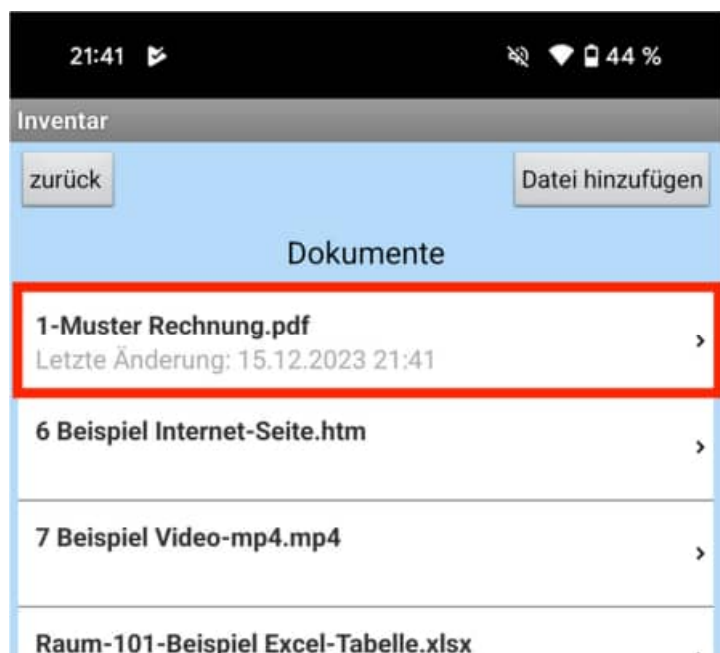 21:41 44 %
Inventar
zurück Datei hinzufügen
Dokumente
1-Muster Rechnung.pdf
Letzte Änderung: 15.12.2023 21:41
6 Beispiel Internet-Seite.htm
7 Beispiel Video-mp4.mp4
Raum-101-Beispiel Excel-Tabelle.xlsx